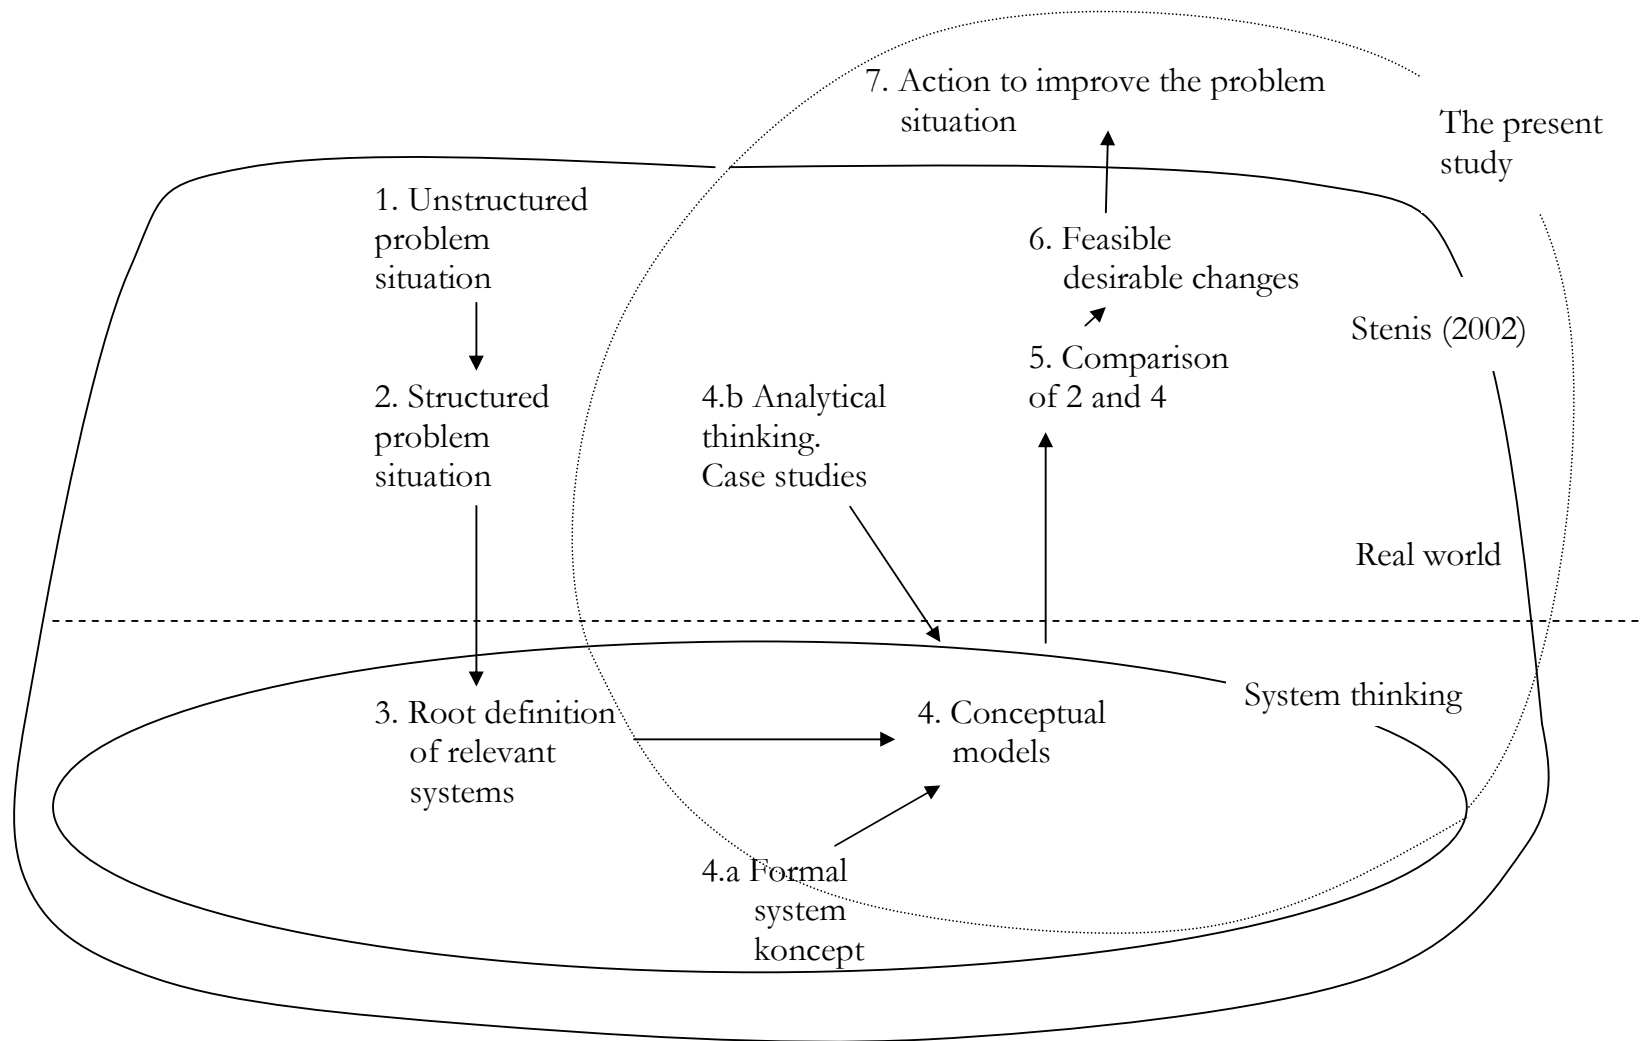 7. Action to improve the problem
situation
The present
study
1. Unstructured
problem
situation
6. Feasible
desirable changes
Stenis (2002)
5. Comparison
of 2 and 4
2. Structured
problem
situation
4.b Analytical
thinking.
Case studies
Real world
System thinking
3. Root definition
of relevant
systems
4. Conceptual
models
4.a Formal
system
koncept